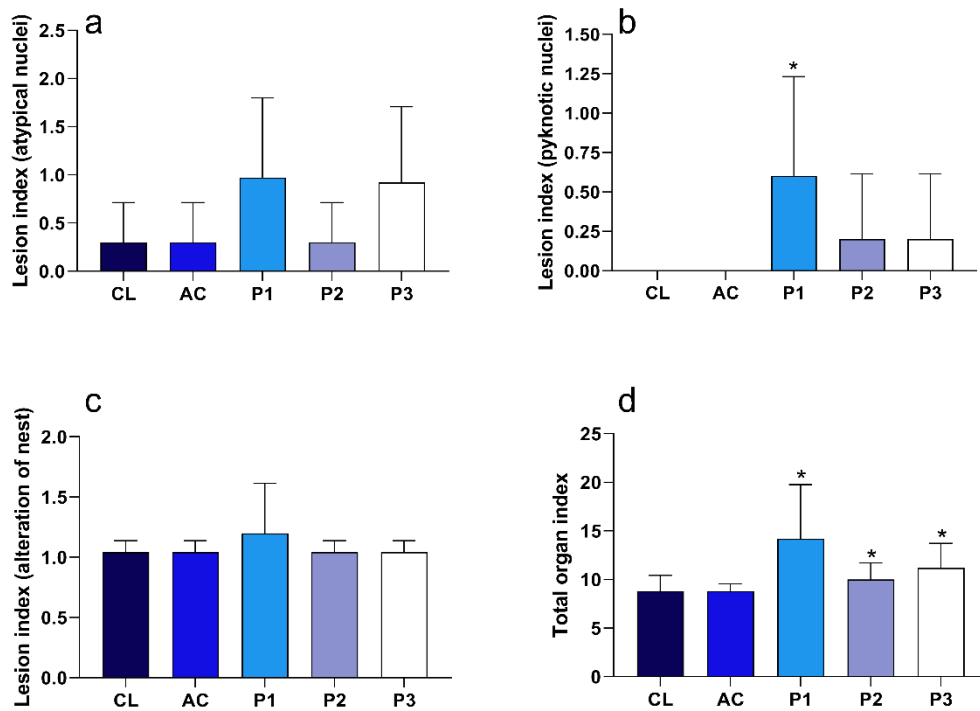 a
Lesion index (atypical nuclei)
2.5
2.0
1.5
1.0
0.5
0.0
CL AC P1 P2 P3
b
Lesion index (pyknotic nuclei)
1.50
1.25
1.00
0.75
0.50
0.25
0.00
*
CL AC P1 P2 P3
c
Lesion index (alteration of nest)
2.0
1.5
1.0
0.5
0.0
CL AC P1 P2 P3
d
Total organ index
25
20
15
10
5
0
* * *
CL AC P1 P2 P3